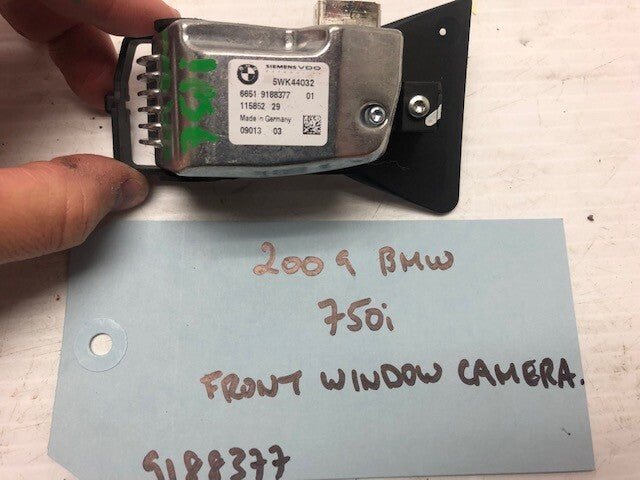 BMW SIEMENS VDO
5WK44032
6651 9188377 01
115852 29
Made in Germany
09013 03
2009 BMW
750i
FRONT WINDOW CAMERA.
9188377